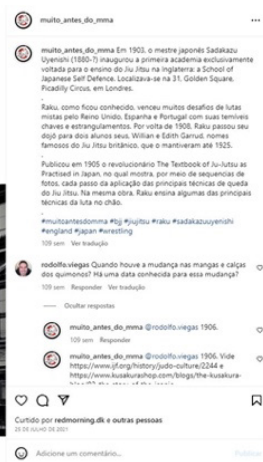 muito_antes_do_mma
muito_antes_do_mma Em 1903, o mestre japonês Sadakazu
Uyenishi (1880-?) inaugurou a primeira academia exclusivamente
voltada para o ensino do Jiu Jitsu na Inglaterra: a School of
Japanese Self Defence. Localizava-se na 31, Golden Square,
Picadilly Circus, em Londres.
.
Raku, como ficou conhecido, venceu muitos desafios de lutas
mistas pelo Reino Unido, Espanha e Portugal com suas temíveis
chaves e estrangulamentos. Por volta de 1908, Raku passou seu
dojô para dois alunos seus, Willian e Edith Garrud, nomes
famosos do Jiu Jitsu britânico, que o mantiveram até 1925.
.
Publicou em 1905 o revolucionário The Textbook of Ju-Jutsu as
Practised in Japan, no qual mostra, por meio de sequencias de
fotos, cada passo da aplicação das principais técnicas de queda
do Jiu Jitsu. Na mesma obra, Raku ensina algumas das principais
técnicas da luta no chão.
.
#muitoantesdomma #bjj #jiujitsu #raku #sadakazuuyenishi
#england #japan #wrestling
109 sem Ver tradução
rodolfo.viegas Quando houve a mudança nas mangas e calças
dos quimonos? Há uma data conhecida para essa mudança?
109 sem Responder Ver tradução
Ocultar respostas
muito_antes_do_mma @rodolfo.viegas 1906.
109 sem Responder
muito_antes_do_mma @rodolfo.viegas 1906. Vide
https://www.ijf.org/history/judo-culture/2244 e
https://www.kusakurashop.com/blogs/the-kusakura-
Curtido por redmorning.dk e outras pessoas
25 DE JULHO DE 2021
Adicione um comentário...
Publicar